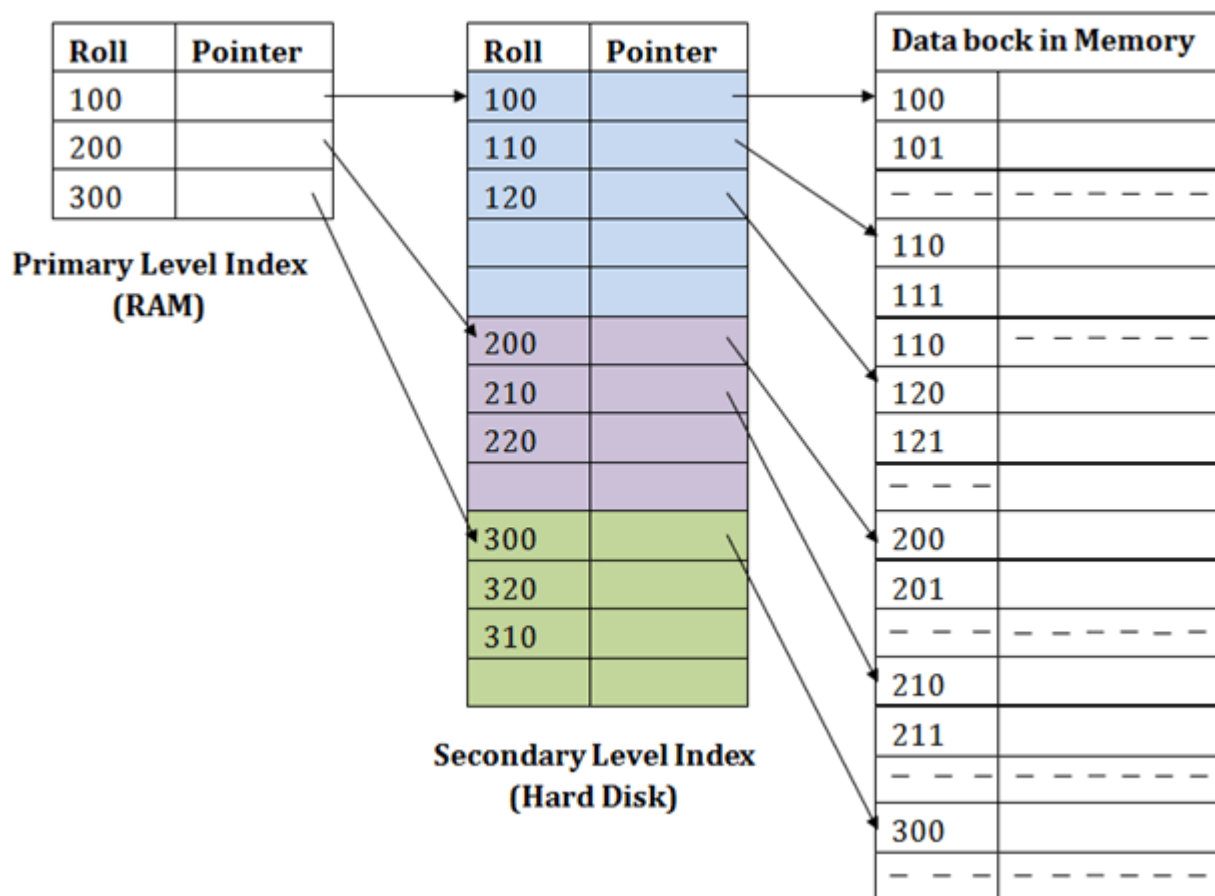 Roll Pointer
100
200
300
Primary Level Index
(RAM)
Roll Pointer
100
110
120
200
210
220
300
320
310
Secondary Level Index
(Hard Disk)
Data bock in Memory
100
101
– – – – – – – – –
110
111
110 – – – – – –
120
121
– – –
200
201
– – – – – – – – –
210
211
– – – – – – – – –
300
– – – – – – – – –